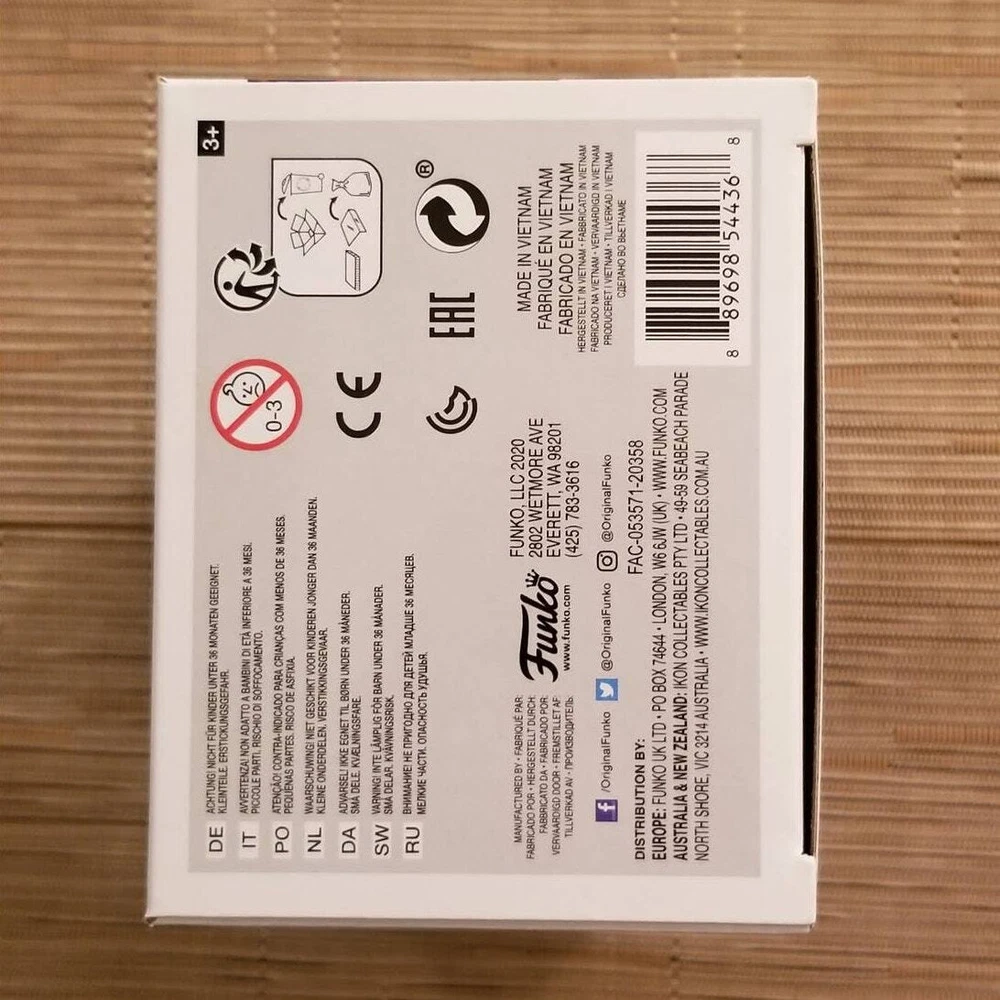 3+
DE ACHTUNG! NICHT FÜR KINDER UNTER 36 MONATEN GEEIGNET.
KLEINTEILE. ERSTICKUNGSGEFAHR.
IT AVVERTENZA! NON ADATTO A BAMBINI DI ETÀ INFERIORE A 36 MESI.
PICCOLE PARTI. RISCHIO DI SOFFOCAMENTO.
PO ATENÇÃO! CONTRA-INDICADO PARA CRIANÇAS COM MENOS DE 36 MESES.
PEQUENAS PARTES. RISCO DE ASFIXIA.
NL WAARSCHUWING! NIET GESCHIKT VOOR KINDEREN JONGER DAN 36 MAANDEN.
KLEINE ONDERDELEN. VERSTIKKINGSGEVAAR.
DA ADVARSEL! IKKE EGNET TIL BØRN UNDER 36 MÅNEDER.
SMÅ DELE. KVÆLNINGSFARE.
SW VARNING! INTE LÄMPLIG FÖR BARN UNDER 36 MÅNADER.
SMÅ DELAR. KVÄVNINGSRISK.
RU ВНИМАНИЕ! НЕ ПРИГОДНО ДЛЯ ДЕТЕЙ МЛАДШЕ 36 МЕСЯЦЕВ.
МЕЛКИЕ ЧАСТИ. ОПАСНОСТЬ УДУШЬЯ.
0-3
CE
EAC
®
MANUFACTURED BY • FABRIQUÉ PAR:
FABRICADO POR • HERGESTELLT DURCH:
FABBRICATO DA • FABRICADO POR:
VERVAARDIGD DOOR • FREMSTILLET AF:
TILLVERKAD AV • ПРОИЗВОДИТЕЛЬ:
Funko
www.funko.com
FUNKO, LLC 2020
2802 WETMORE AVE
EVERETT, WA 98201
(425) 783-3616
MADE IN VIETNAM
FABRIQUÉ EN VIETNAM
FABRICADO EN VIETNAM
HERGESTELLT IN VIETNAM • FABBRICATO IN VIETNAM
FABRICADO NA VIETNAM • VERVAARDIGD IN VIETNAM
PRODUCERET I VIETNAM • TILLVERKAD I VIETNAM
СДЕЛАНО ВО ВЬЕТНАМЕ
/OriginalFunko @OriginalFunko @OriginalFunko
FAC-053571-20358
DISTRIBUTION BY:
EUROPE: FUNKO UK LTD • PO BOX 74644 • LONDON, W6 6JW (UK) • WWW.FUNKO.COM
AUSTRALIA & NEW ZEALAND: IKON COLLECTABLES PTY LTD • 49-59 SEABEACH PARADE
NORTH SHORE, VIC 3214 AUSTRALIA • WWW.IKONCOLLECTABLES.COM.AU
8 89698 54436 8